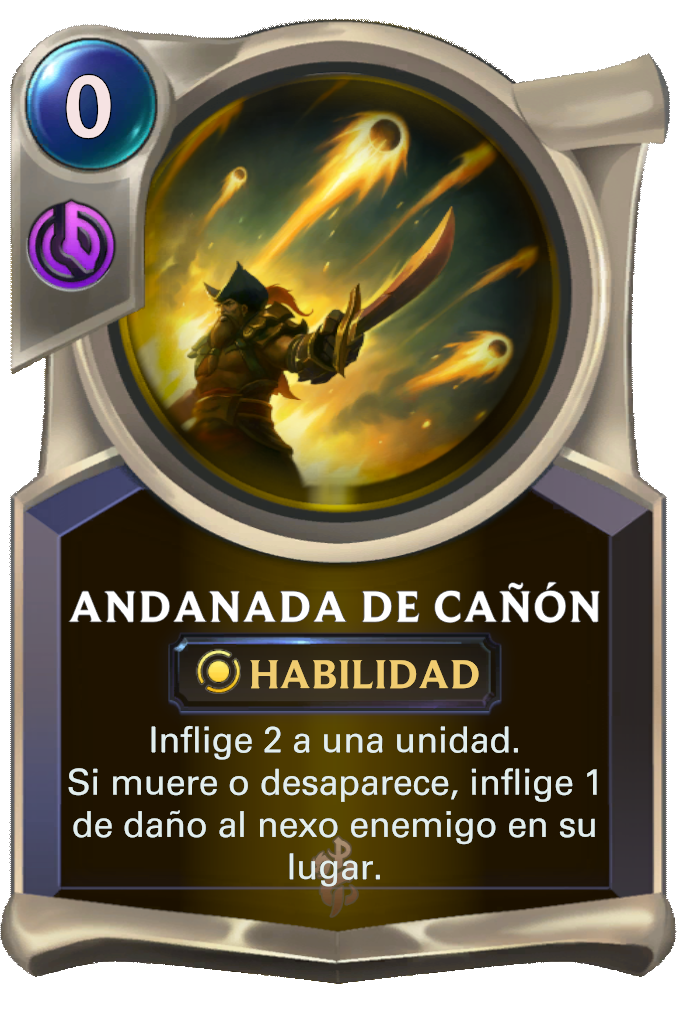 0
ANDANADA DE CAÑÓN
HABILIDAD
Inflige 2 a una unidad.
Si muere o desaparece, inflige 1
de daño al nexo enemigo en su
lugar.